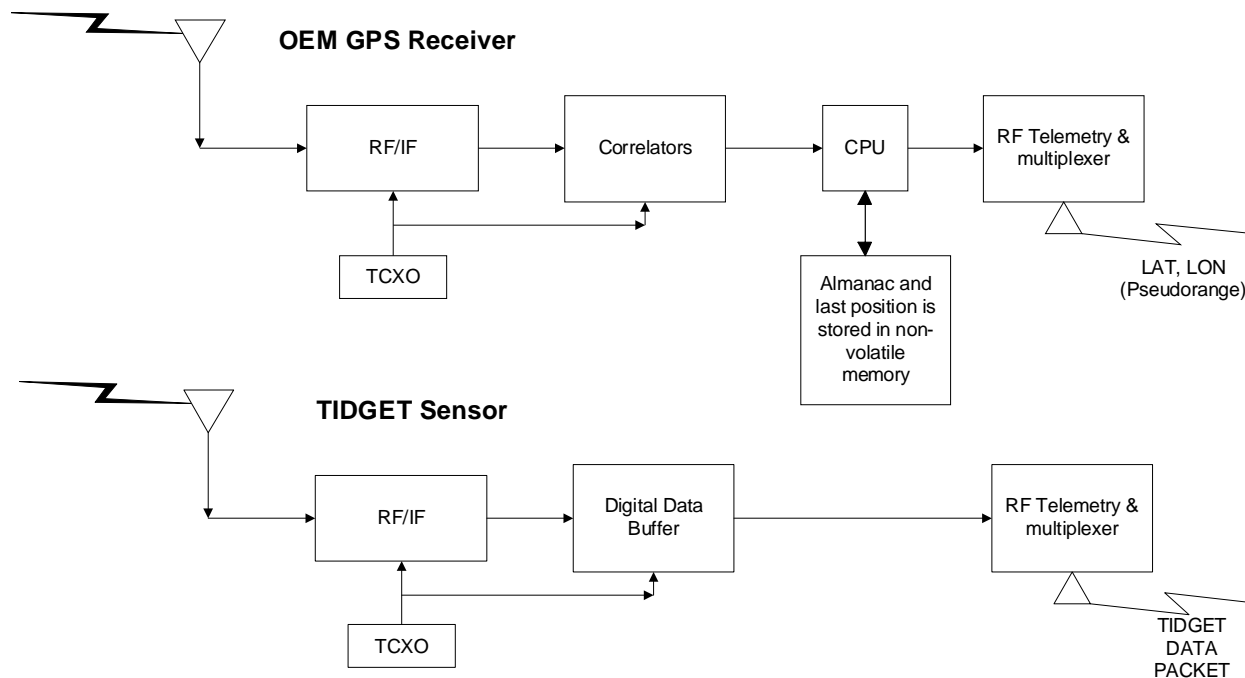 OEM GPS Receiver
RF/IF
Correlators
CPU
RF Telemetry &
multiplexer
TCXO
Almanac and
last position is
stored in non-
volatile
memory
LAT, LON
(Pseudorange)
TIDGET Sensor
RF/IF
Digital Data
Buffer
RF Telemetry &
multiplexer
TCXO
TIDGET
DATA
PACKET